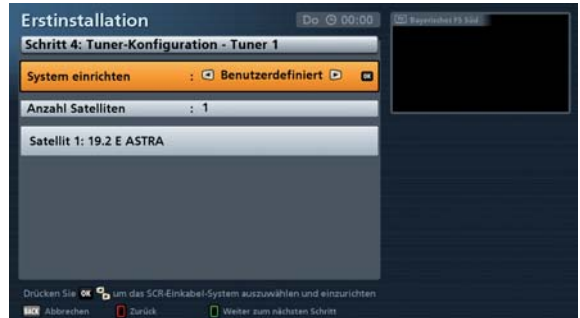 Erstinstallation
Do 00:00
Bayerisches FS Süd
Schritt 4: Tuner-Konfiguration - Tuner 1
System einrichten : Benutzerdefiniert OK
Anzahl Satelliten : 1
Satellit 1: 19.2 E ASTRA
Drücken Sie OK um das SCR-Einkabel-System auszuwählen und einzurichten
BACK Abbrechen Zurück Weiter zum nächsten Schritt